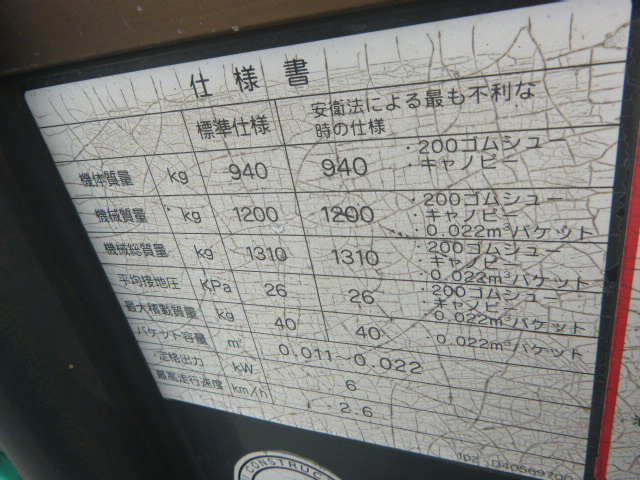 仕様書
標準仕様 安衛法による最も不利な
時の仕様
機体質量 kg 940 940 ・200ゴムシュー
・キャノピー
機械質量 kg 1200 1200 ・200ゴムシュー
・キャノピー
・0.022m³バケット
機械総質量 kg 1310 1310 ・200ゴムシュー
・キャノピー
・0.022m³バケット
平均接地圧 KPa 26 26 ・200ゴムシュー
・キャノピー
・0.022m³バケット
最大積載質量 kg 40 40 ・0.022m³バケット
バケット容量 m³ 0.011~0.022
定格出力 kW 6
最高走行速度 km/h 2.6
CONSTRUC